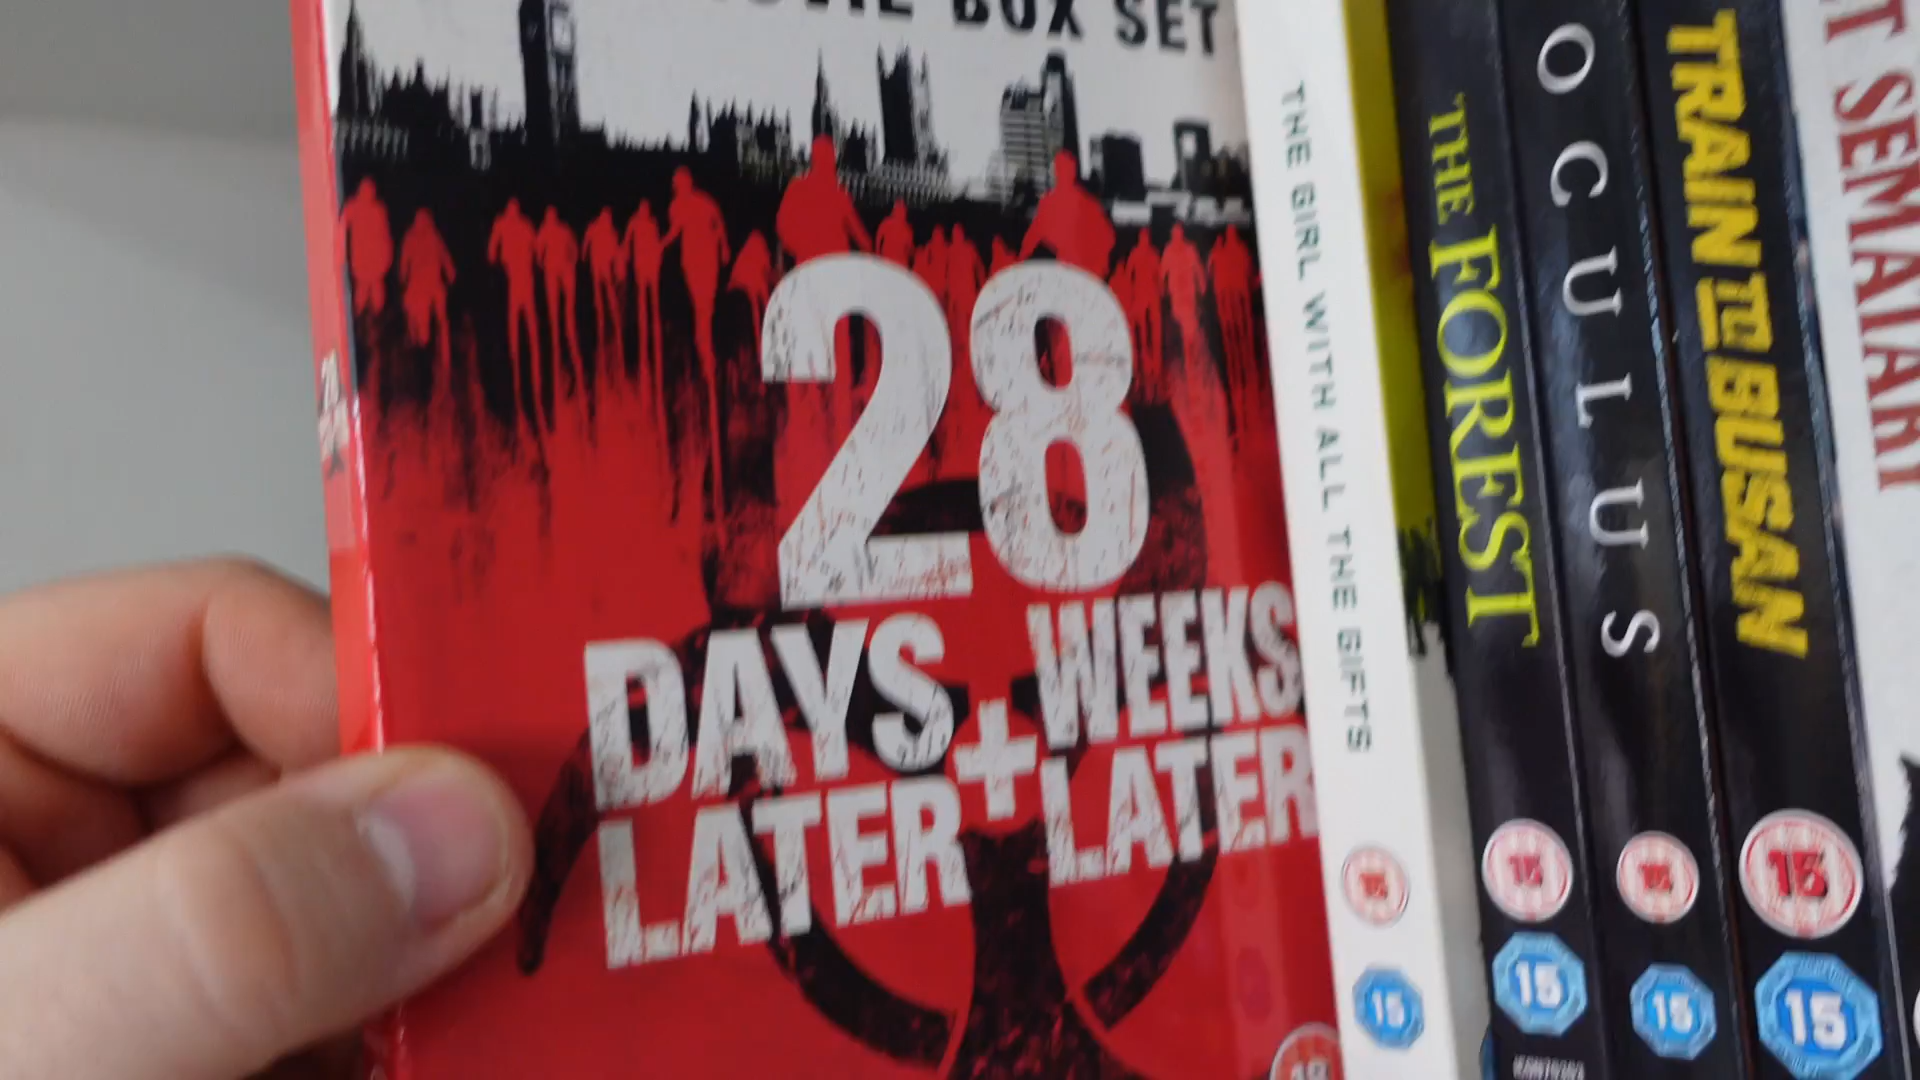 BOX SET
28
DAYS + WEEKS
LATER LATER
THE GIRL WITH ALL THE GIFTS
15
15
THE FOREST
15
15
OCULUS
15
15
TRAIN TO BUSAN
15
15
SEMATARY